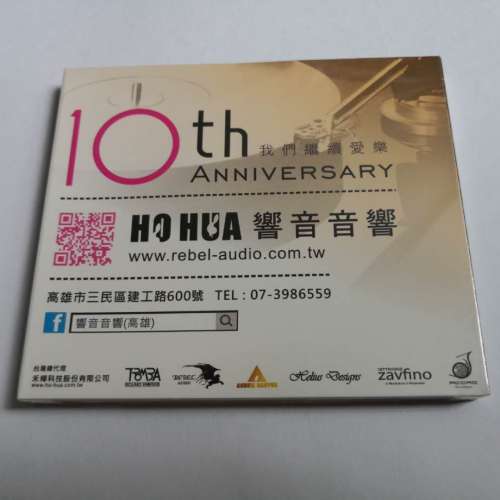 10th
我們繼續愛樂
ANNIVERSARY
HO HUA 響音音響
www.rebel-audio.com.tw
高雄市三民區建工路600號 TEL : 07-3986559
f 響音音響(高雄)
台灣總代理
禾樺科技股份有限公司
www.ho-hua.com.tw
Helius Designs
zavfino